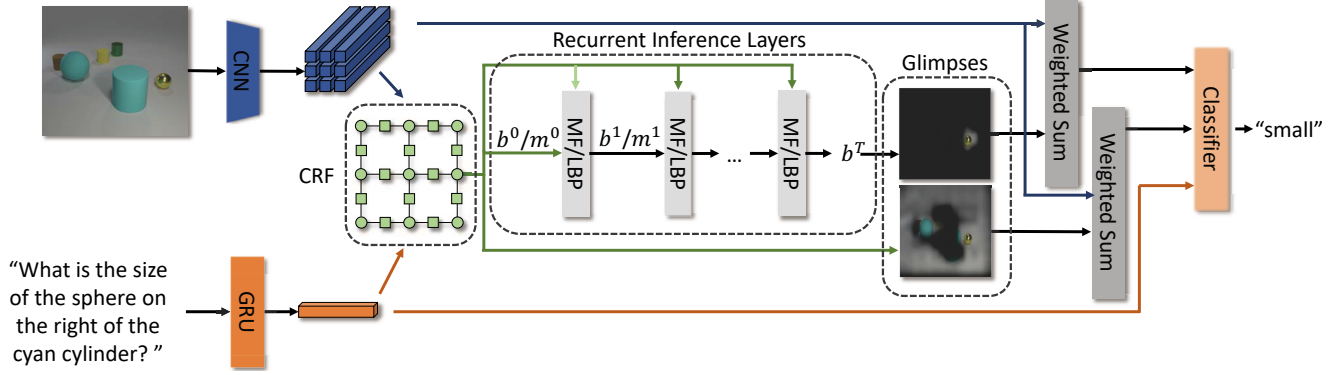 CNN
Recurrent Inference Layers
Glimpses
Weighted Sum
Classifier
"small"
CRF
b⁰/m⁰
MF/LBP
b¹/m¹
MF/LBP
...
MF/LBP
bᵀ
Weighted Sum
"What is the size
of the sphere on
the right of the
cyan cylinder? "
GRU